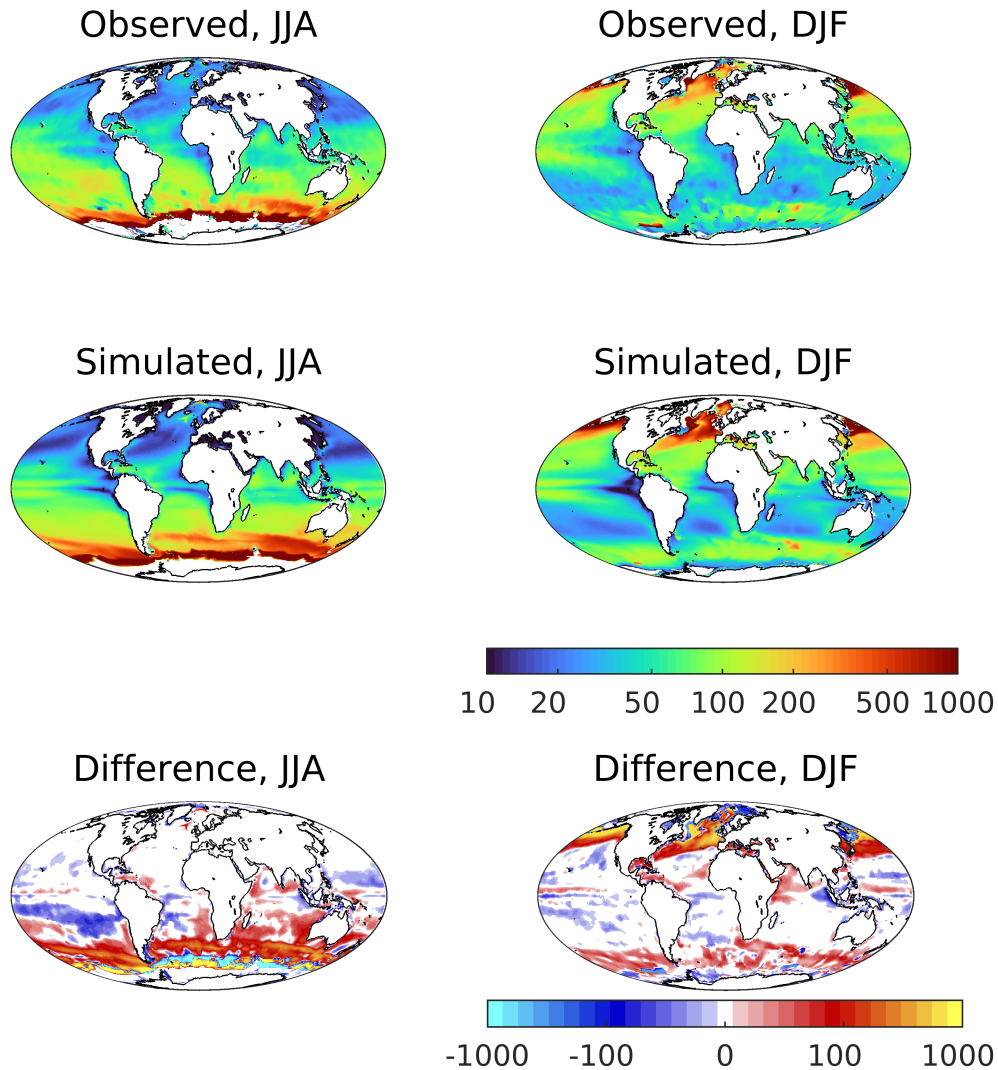 Observed, JJA
Observed, DJF
Simulated, JJA
Simulated, DJF
10 20 50 100 200 500 1000
Difference, JJA
Difference, DJF
-1000 -100 0 100 1000